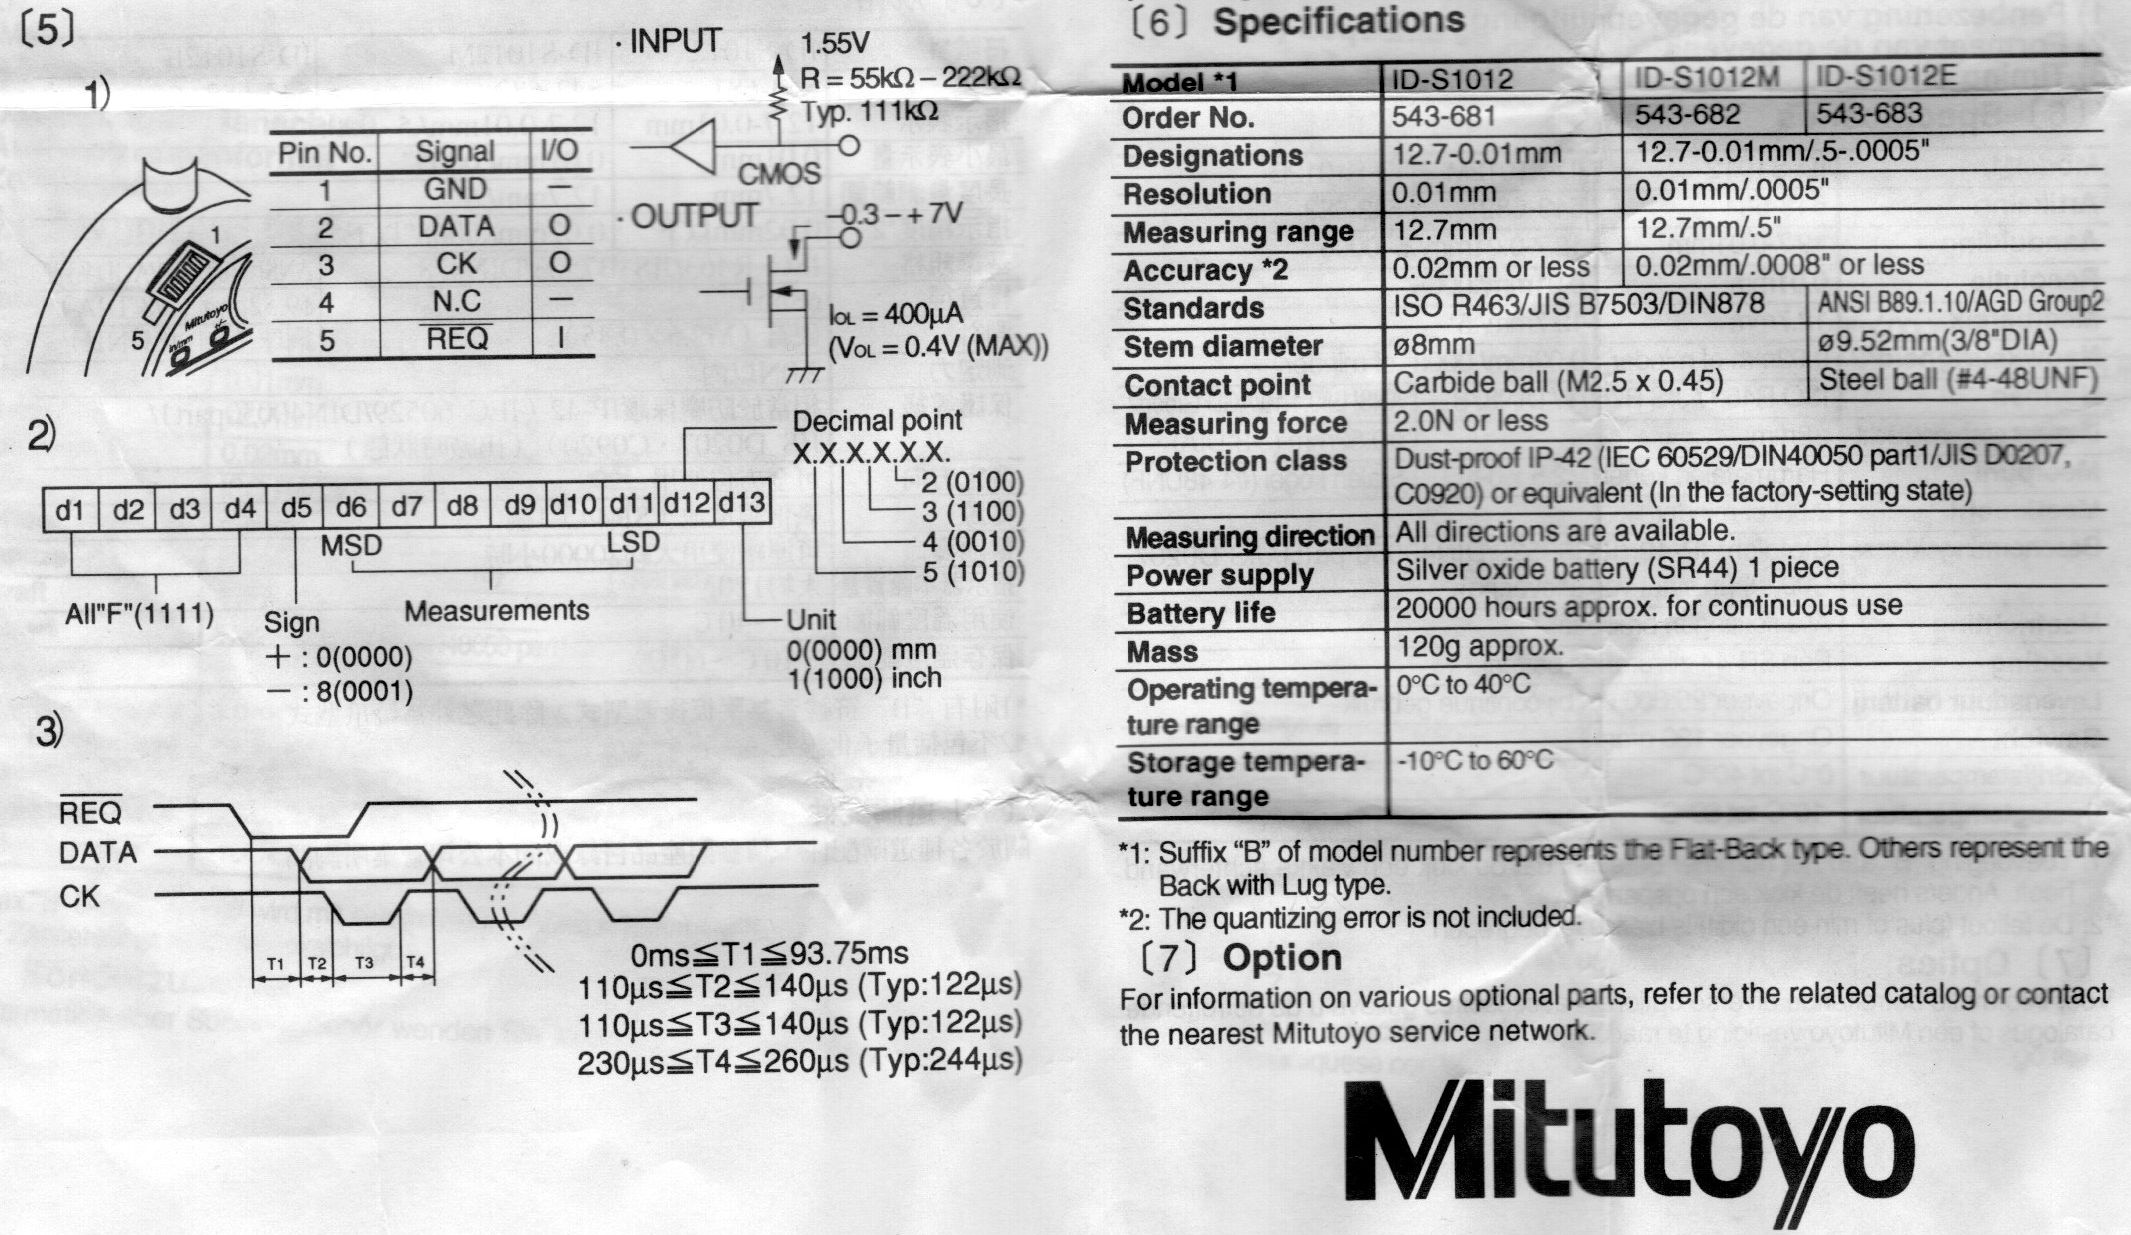 〔5〕
1)
Pin No. Signal I/O
1 GND —
2 DATA O
3 CK O
4 N.C —
5 R̅E̅Q̅ I
1
5
Mitutoyo
in/mm +/-
· INPUT
1.55V
R = 55kΩ – 222kΩ
Typ. 111kΩ
CMOS
· OUTPUT
–0.3 – + 7V
IOL = 400µA
(VOL = 0.4V (MAX))
2)
Decimal point
X.X.X.X.X.X.
2 (0100)
3 (1100)
4 (0010)
5 (1010)
d1 d2 d3 d4 d5 d6 d7 d8 d9 d10 d11 d12 d13
MSD LSD
All"F"(1111)
Sign
+ : 0(0000)
— : 8(0001)
Measurements
Unit
0(0000) mm
1(1000) inch
3)
R̅E̅Q̅
DATA
CK
T1 T2 T3 T4
0ms≦T1≦93.75ms
110µs≦T2≦140µs (Typ:122µs)
110µs≦T3≦140µs (Typ:122µs)
230µs≦T4≦260µs (Typ:244µs)
〔6〕 Specifications
Model *1 ID-S1012 ID-S1012M ID-S1012E
Order No. 543-681 543-682 543-683
Designations 12.7-0.01mm 12.7-0.01mm/.5-.0005"
Resolution 0.01mm 0.01mm/.0005"
Measuring range 12.7mm 12.7mm/.5"
Accuracy *2 0.02mm or less 0.02mm/.0008" or less
Standards ISO R463/JIS B7503/DIN878 ANSI B89.1.10/AGD Group2
Stem diameter ø8mm ø9.52mm(3/8"DIA)
Contact point Carbide ball (M2.5 x 0.45) Steel ball (#4-48UNF)
Measuring force 2.0N or less
Protection class Dust-proof IP-42 (IEC 60529/DIN40050 part1/JIS D0207,
C0920) or equivalent (In the factory-setting state)
Measuring direction All directions are available.
Power supply Silver oxide battery (SR44) 1 piece
Battery life 20000 hours approx. for continuous use
Mass 120g approx.
Operating tempera- 0°C to 40°C
ture range
Storage tempera- -10°C to 60°C
ture range
*1: Suffix “B” of model number represents the Flat-Back type. Others represent the
Back with Lug type.
*2: The quantizing error is not included.
〔7〕 Option
For information on various optional parts, refer to the related catalog or contact
the nearest Mitutoyo service network.
Mitutoyo